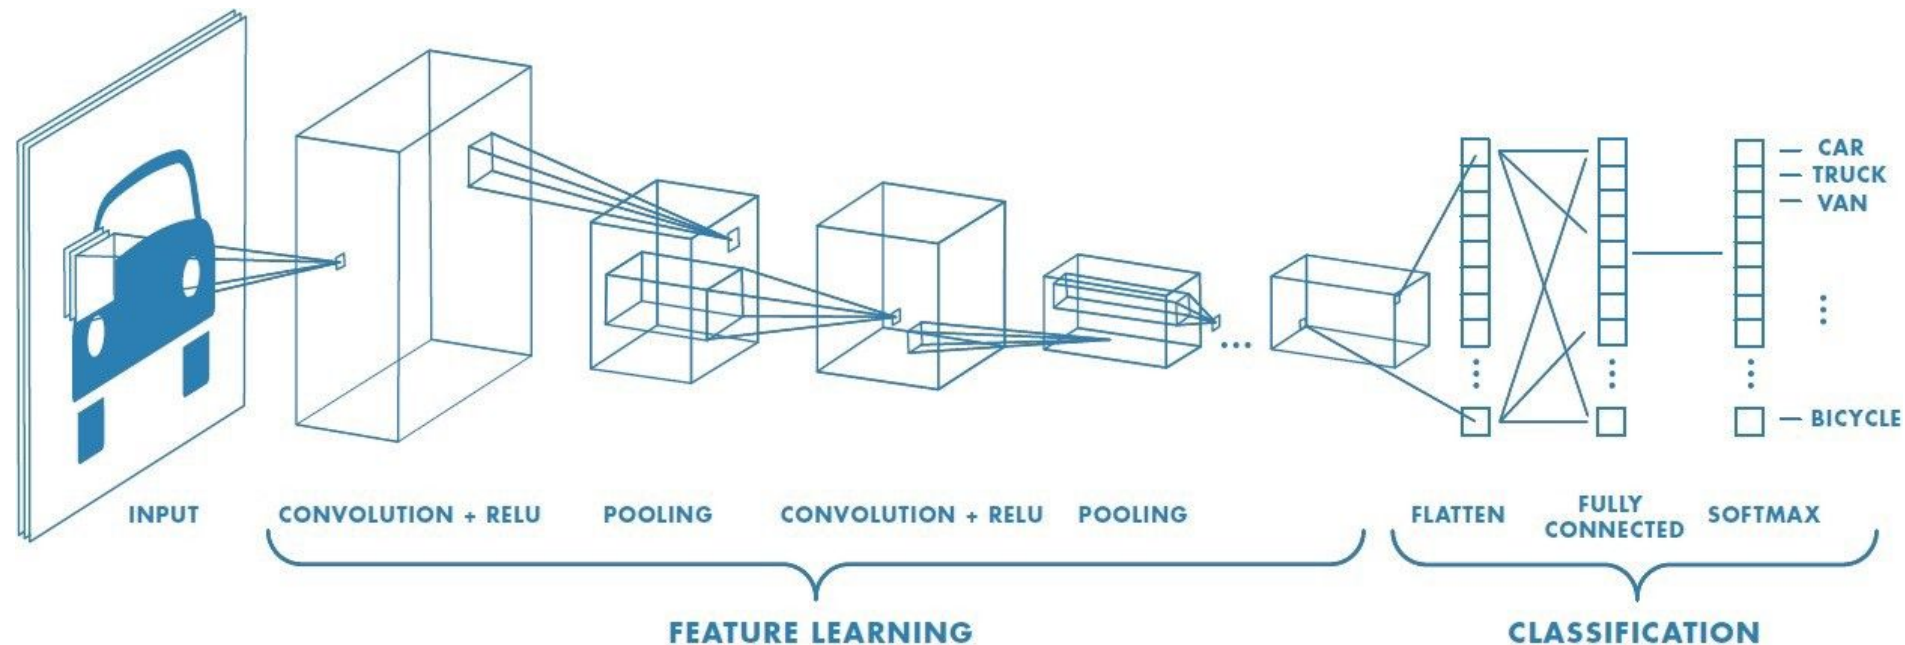 CAR
TRUCK
VAN
BICYCLE
INPUT
CONVOLUTION + RELU
POOLING
CONVOLUTION + RELU
POOLING
FLATTEN
FULLY
CONNECTED
SOFTMAX
FEATURE LEARNING
CLASSIFICATION